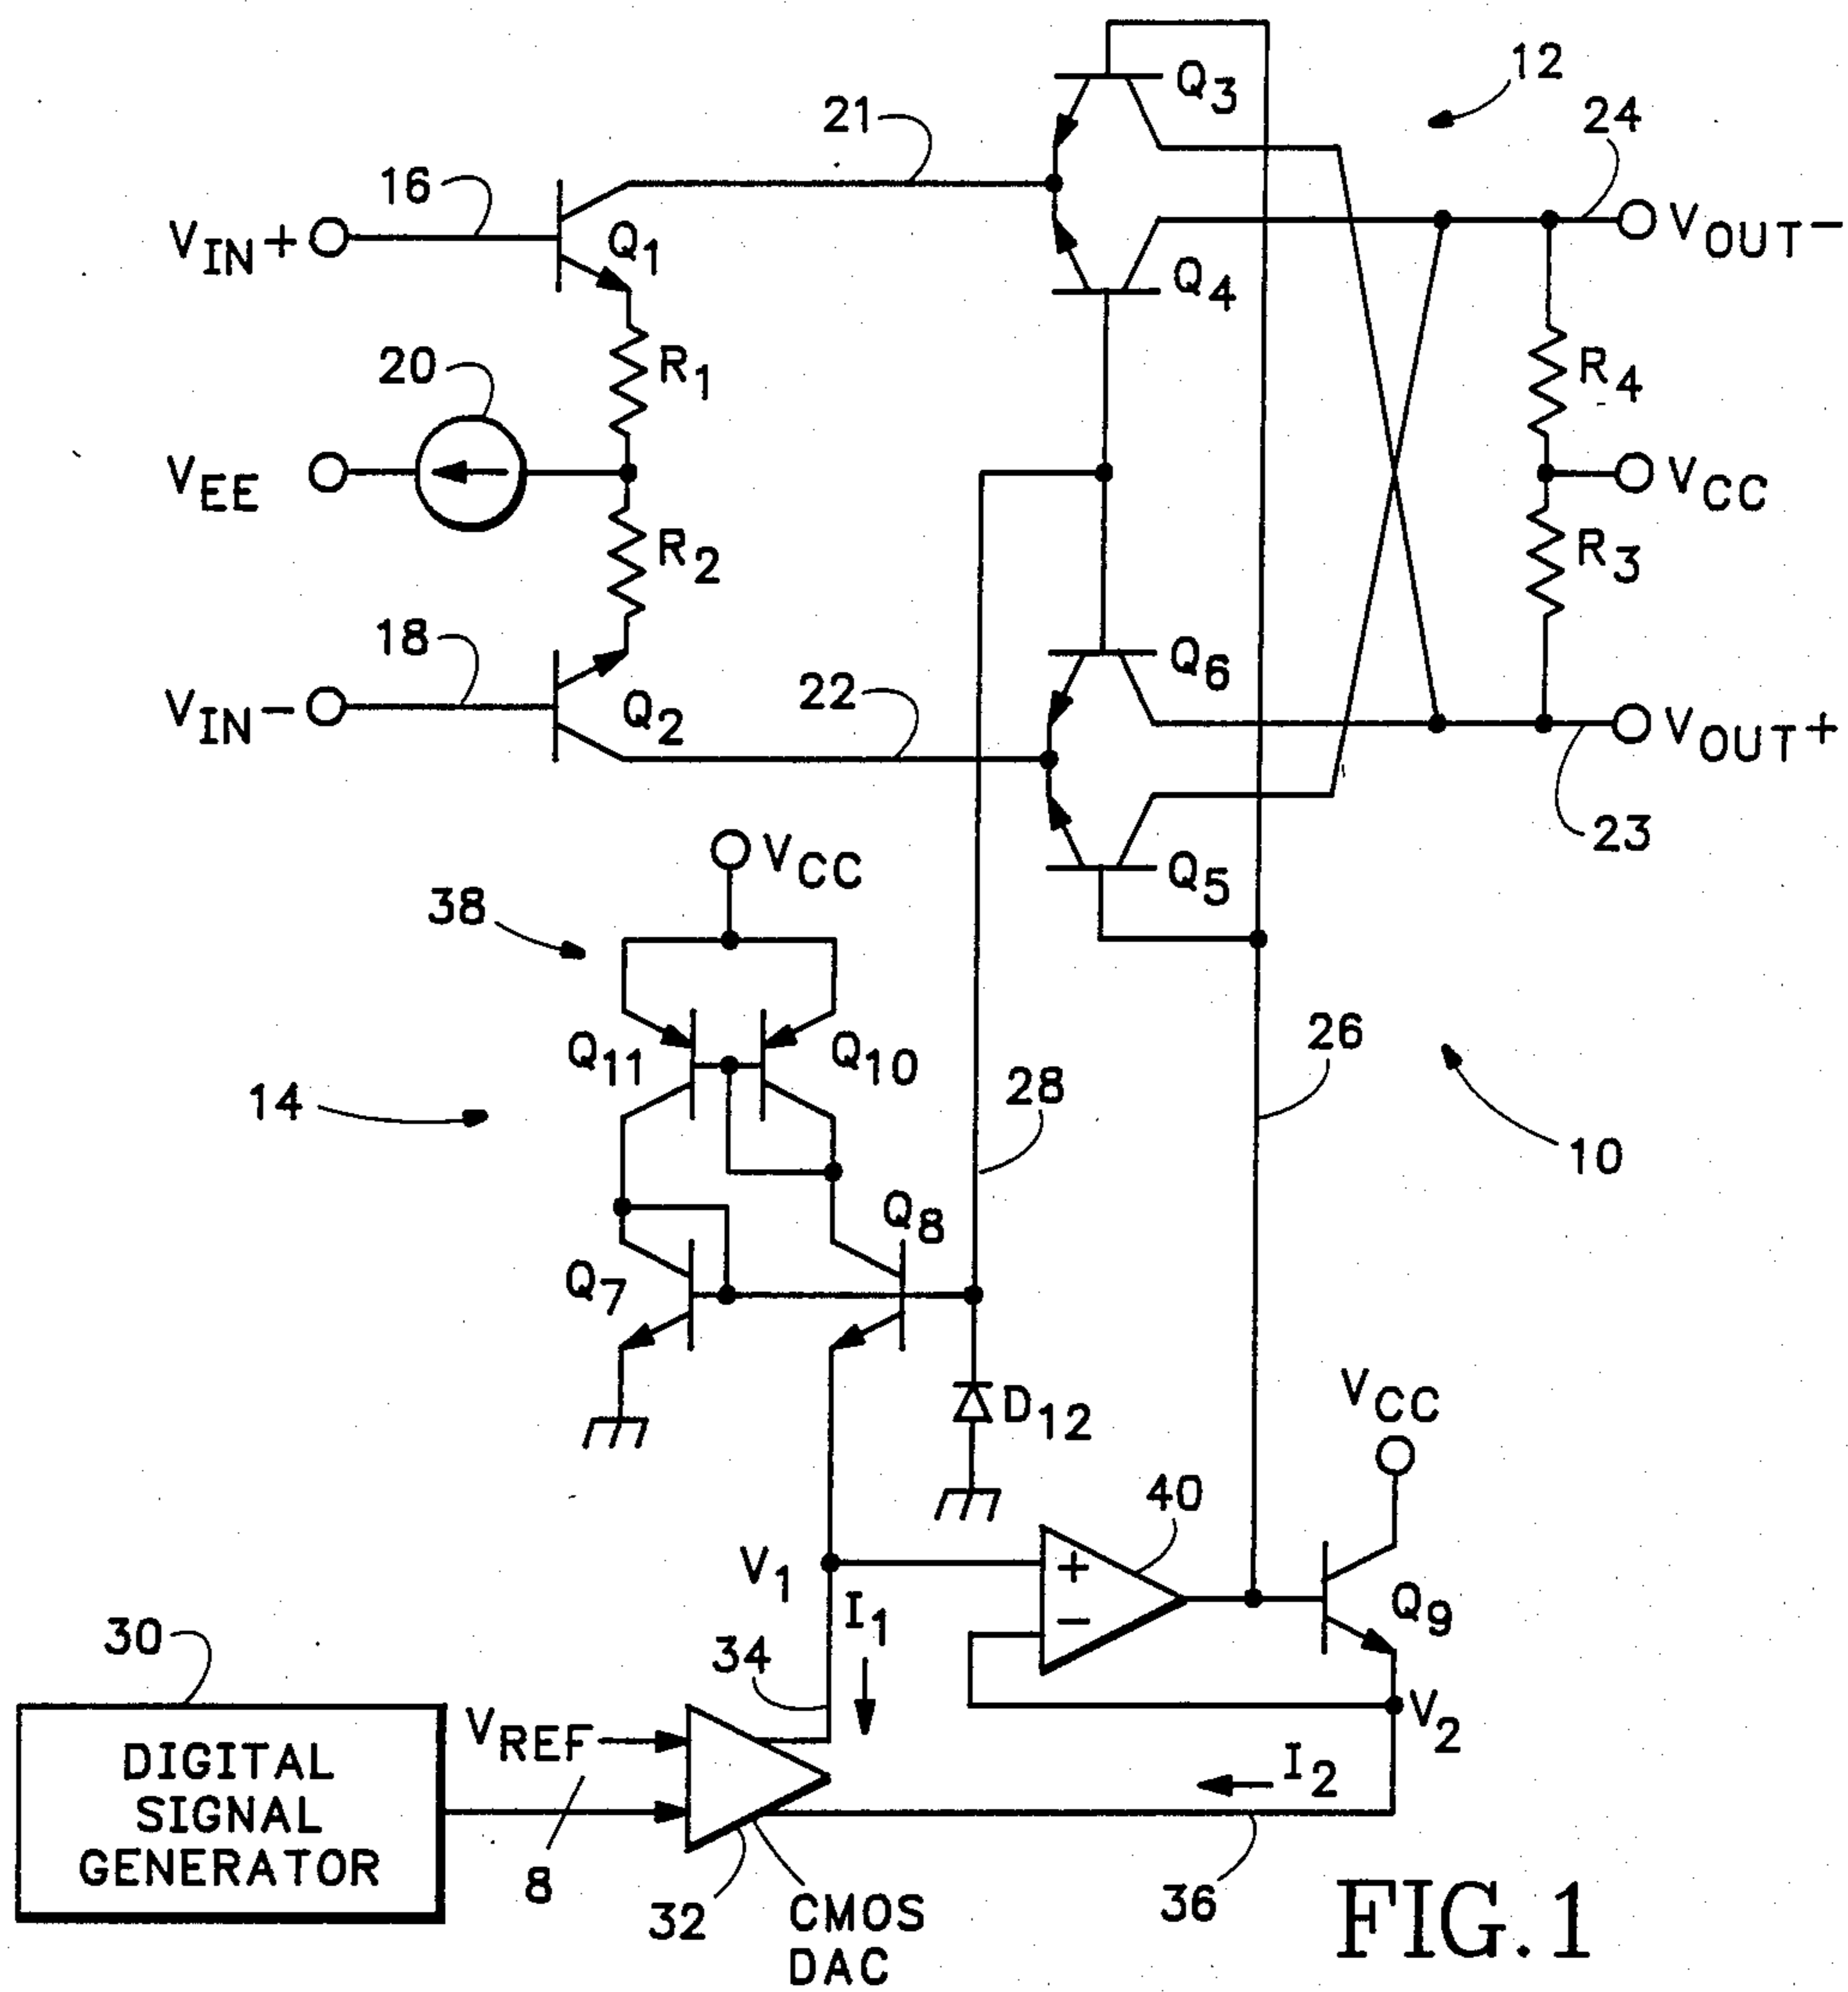 Q3
12
21
24
16
VIN+
Q1
VOUT-
Q4
20
R1
R4
VEE
VCC
R2
R3
18
Q6
22
VIN-
Q2
VOUT+
23
VCC
Q5
38
26
Q11
Q10
28
14
10
Q8
Q7
D12
VCC
40
V1
+
Q9
I1
-
30
34
VREF
V2
DIGITAL
SIGNAL
GENERATOR
I2
8
32
CMOS
DAC
36
FIG. 1